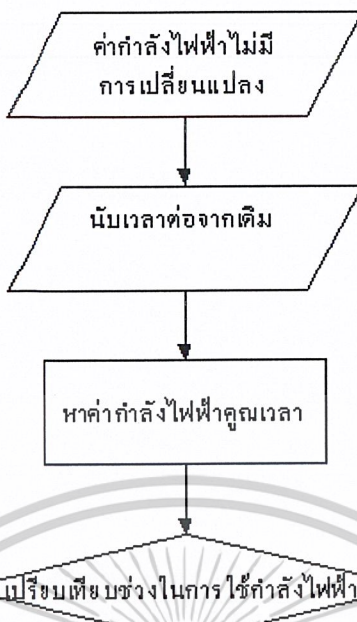 ค่ากำลังไฟฟ้าไม่มี
การเปลี่ยนแปลง
นับเวลาต่อจากเดิม
หาค่ากำลังไฟฟ้าคูณเวลา
เปรียบเทียบช่วงในการใช้กำลังไฟฟ้า